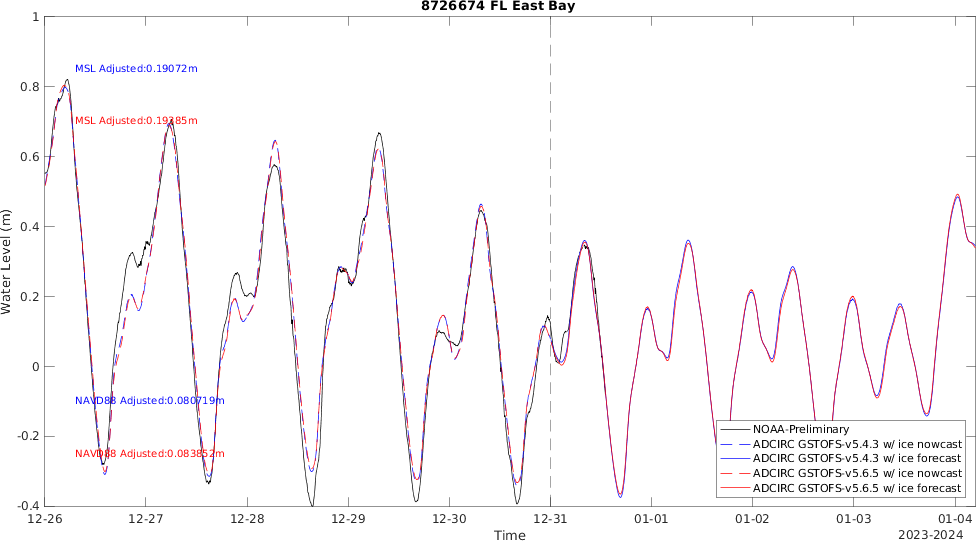 8726674 FL East Bay
1
0.8
0.6
0.4
0.2
0
-0.2
-0.4
Water Level (m)
MSL Adjusted:0.19072m
MSL Adjusted:0.19385m
NAVD88 Adjusted:0.080719m
NAVD88 Adjusted:0.083852m
NOAA-Preliminary
ADCIRC GSTOFS-v5.4.3 w/ ice nowcast
ADCIRC GSTOFS-v5.4.3 w/ ice forecast
ADCIRC GSTOFS-v5.6.5 w/ ice nowcast
ADCIRC GSTOFS-v5.6.5 w/ ice forecast
12-26 12-27 12-28 12-29 12-30 12-31 01-01 01-02 01-03 01-04
Time
2023-2024